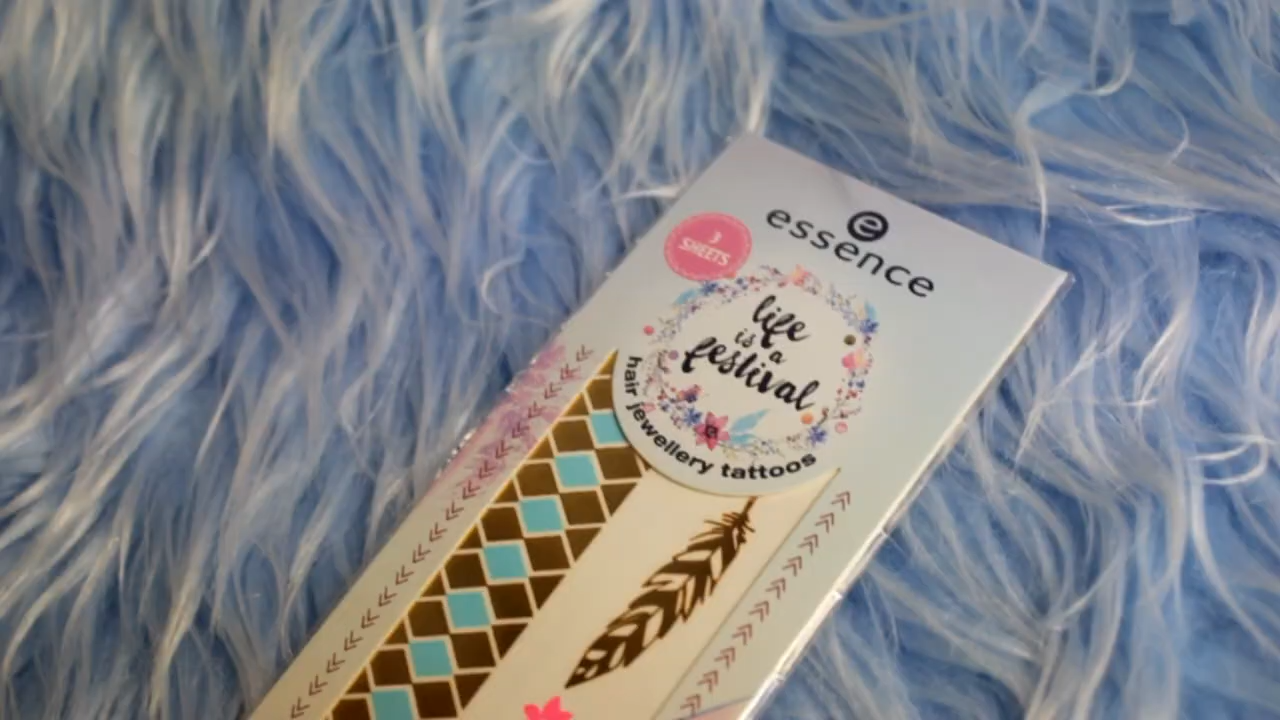 e
essence
3
SHEETS
life
is a
festival
hair jewellery tattoos